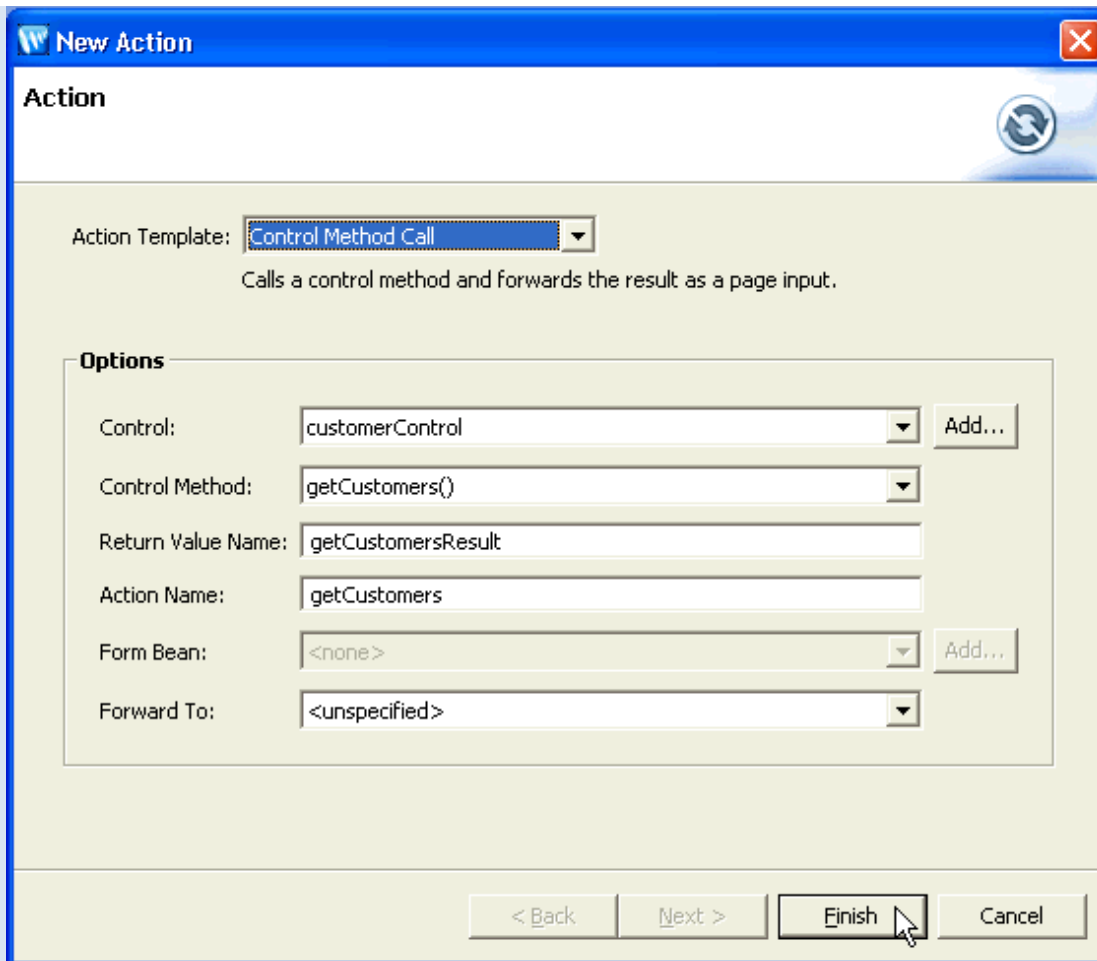 New Action
Action
Action Template: Control Method Call
Calls a control method and forwards the result as a page input.
Options
Control: customerControl Add...
Control Method: getCustomers()
Return Value Name: getCustomersResult
Action Name: getCustomers
Form Bean: <none> Add...
Forward To: <unspecified>
< Back Next > Finish Cancel